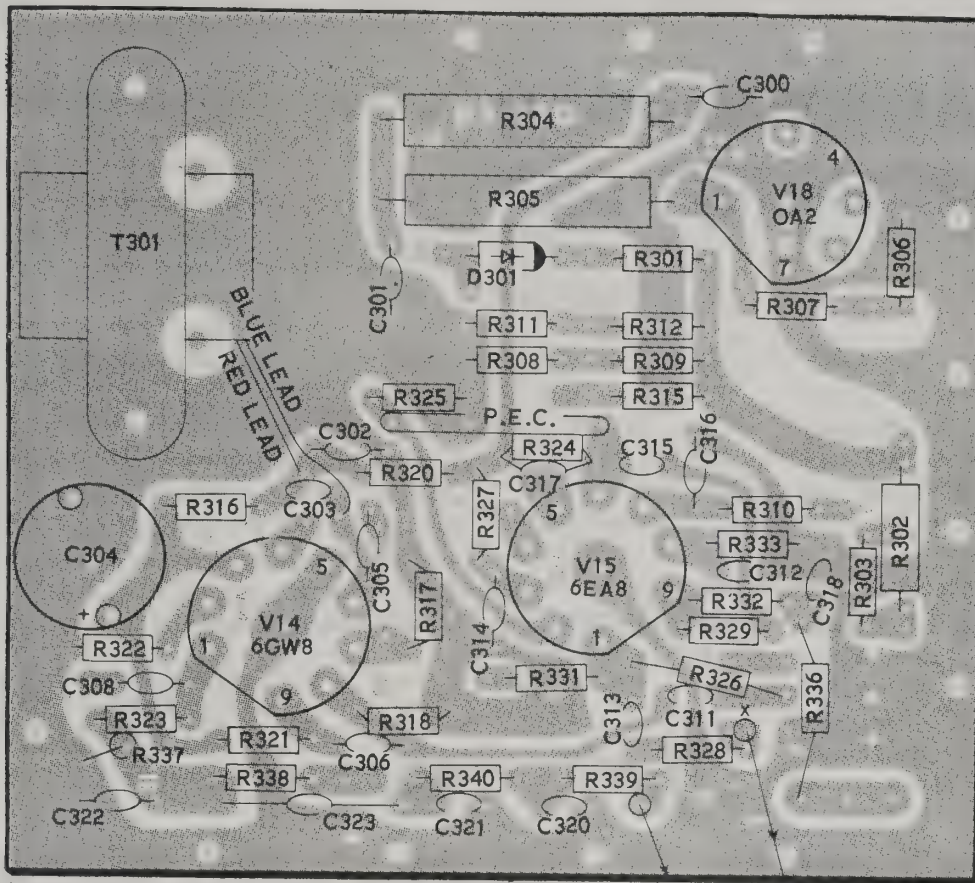 C300
R304
4
V18
OA2
1
7
R305
T301
R306
D301
R301
C301
R307
R311
R312
BLUE LEAD
RED LEAD
R308
R309
R325
R315
P.E.C.
C302
R324
C315
C316
R320
C317
R316
C303
R327
5
R310
R302
C304
+
5
C305
V15
6EA8
9
1
R333
C312
C318
R303
R317
R332
V14
6GW8
1
9
C314
R329
R322
R331
R326
R336
C308
C313
C311
X
R323
R318
R337
R321
C306
R328
R338
R340
R339
C322
C323
C321
C320